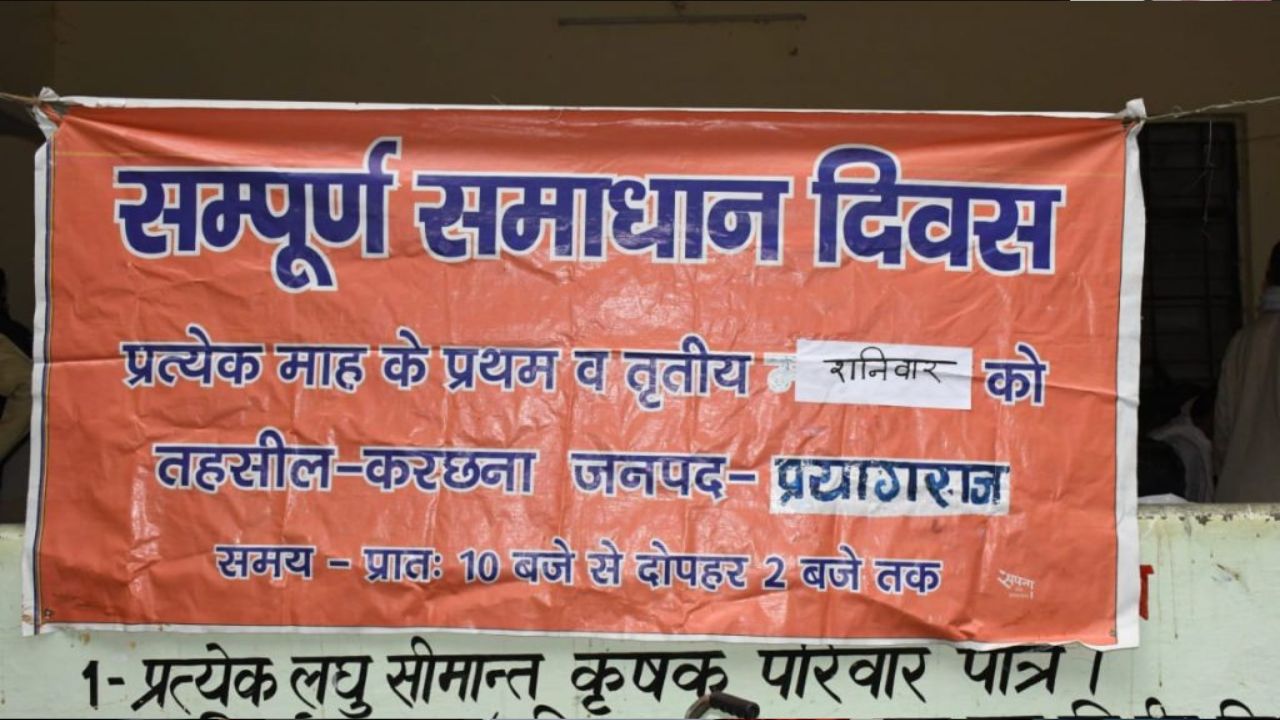 सम्पूर्ण समाधान दिवस
प्रत्येक माह के प्रथम व तृतीय शनिवार को
तहसील–करछना जनपद– प्रयागराज
समय – प्रातः 10 बजे से दोपहर 2 बजे तक
सपना
1- प्रत्येक लघु सीमान्त कृषक परिवार पात्र।